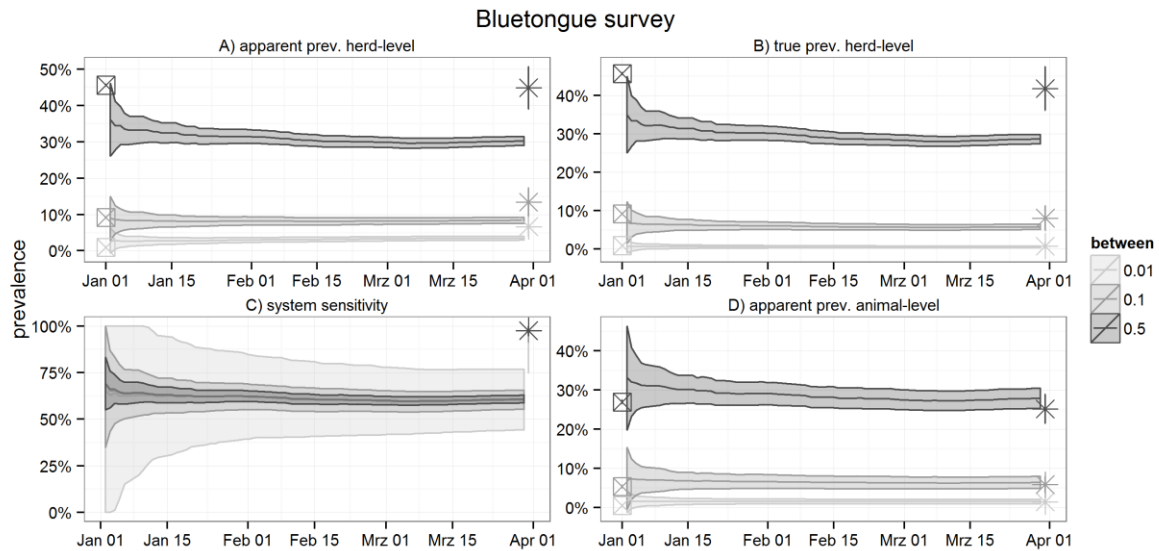 Bluetongue survey
A) apparent prev. herd-level
B) true prev. herd-level
50%
40%
30%
20%
10%
0%
40%
30%
20%
10%
0%
Jan 01 Jan 15 Feb 01 Feb 15 Mrz 01 Mrz 15 Apr 01
Jan 01 Jan 15 Feb 01 Feb 15 Mrz 01 Mrz 15 Apr 01
prevalence
C) system sensitivity
D) apparent prev. animal-level
100%
75%
50%
25%
0%
40%
30%
20%
10%
0%
Jan 01 Jan 15 Feb 01 Feb 15 Mrz 01 Mrz 15 Apr 01
Jan 01 Jan 15 Feb 01 Feb 15 Mrz 01 Mrz 15 Apr 01
between
0.01
0.1
0.5